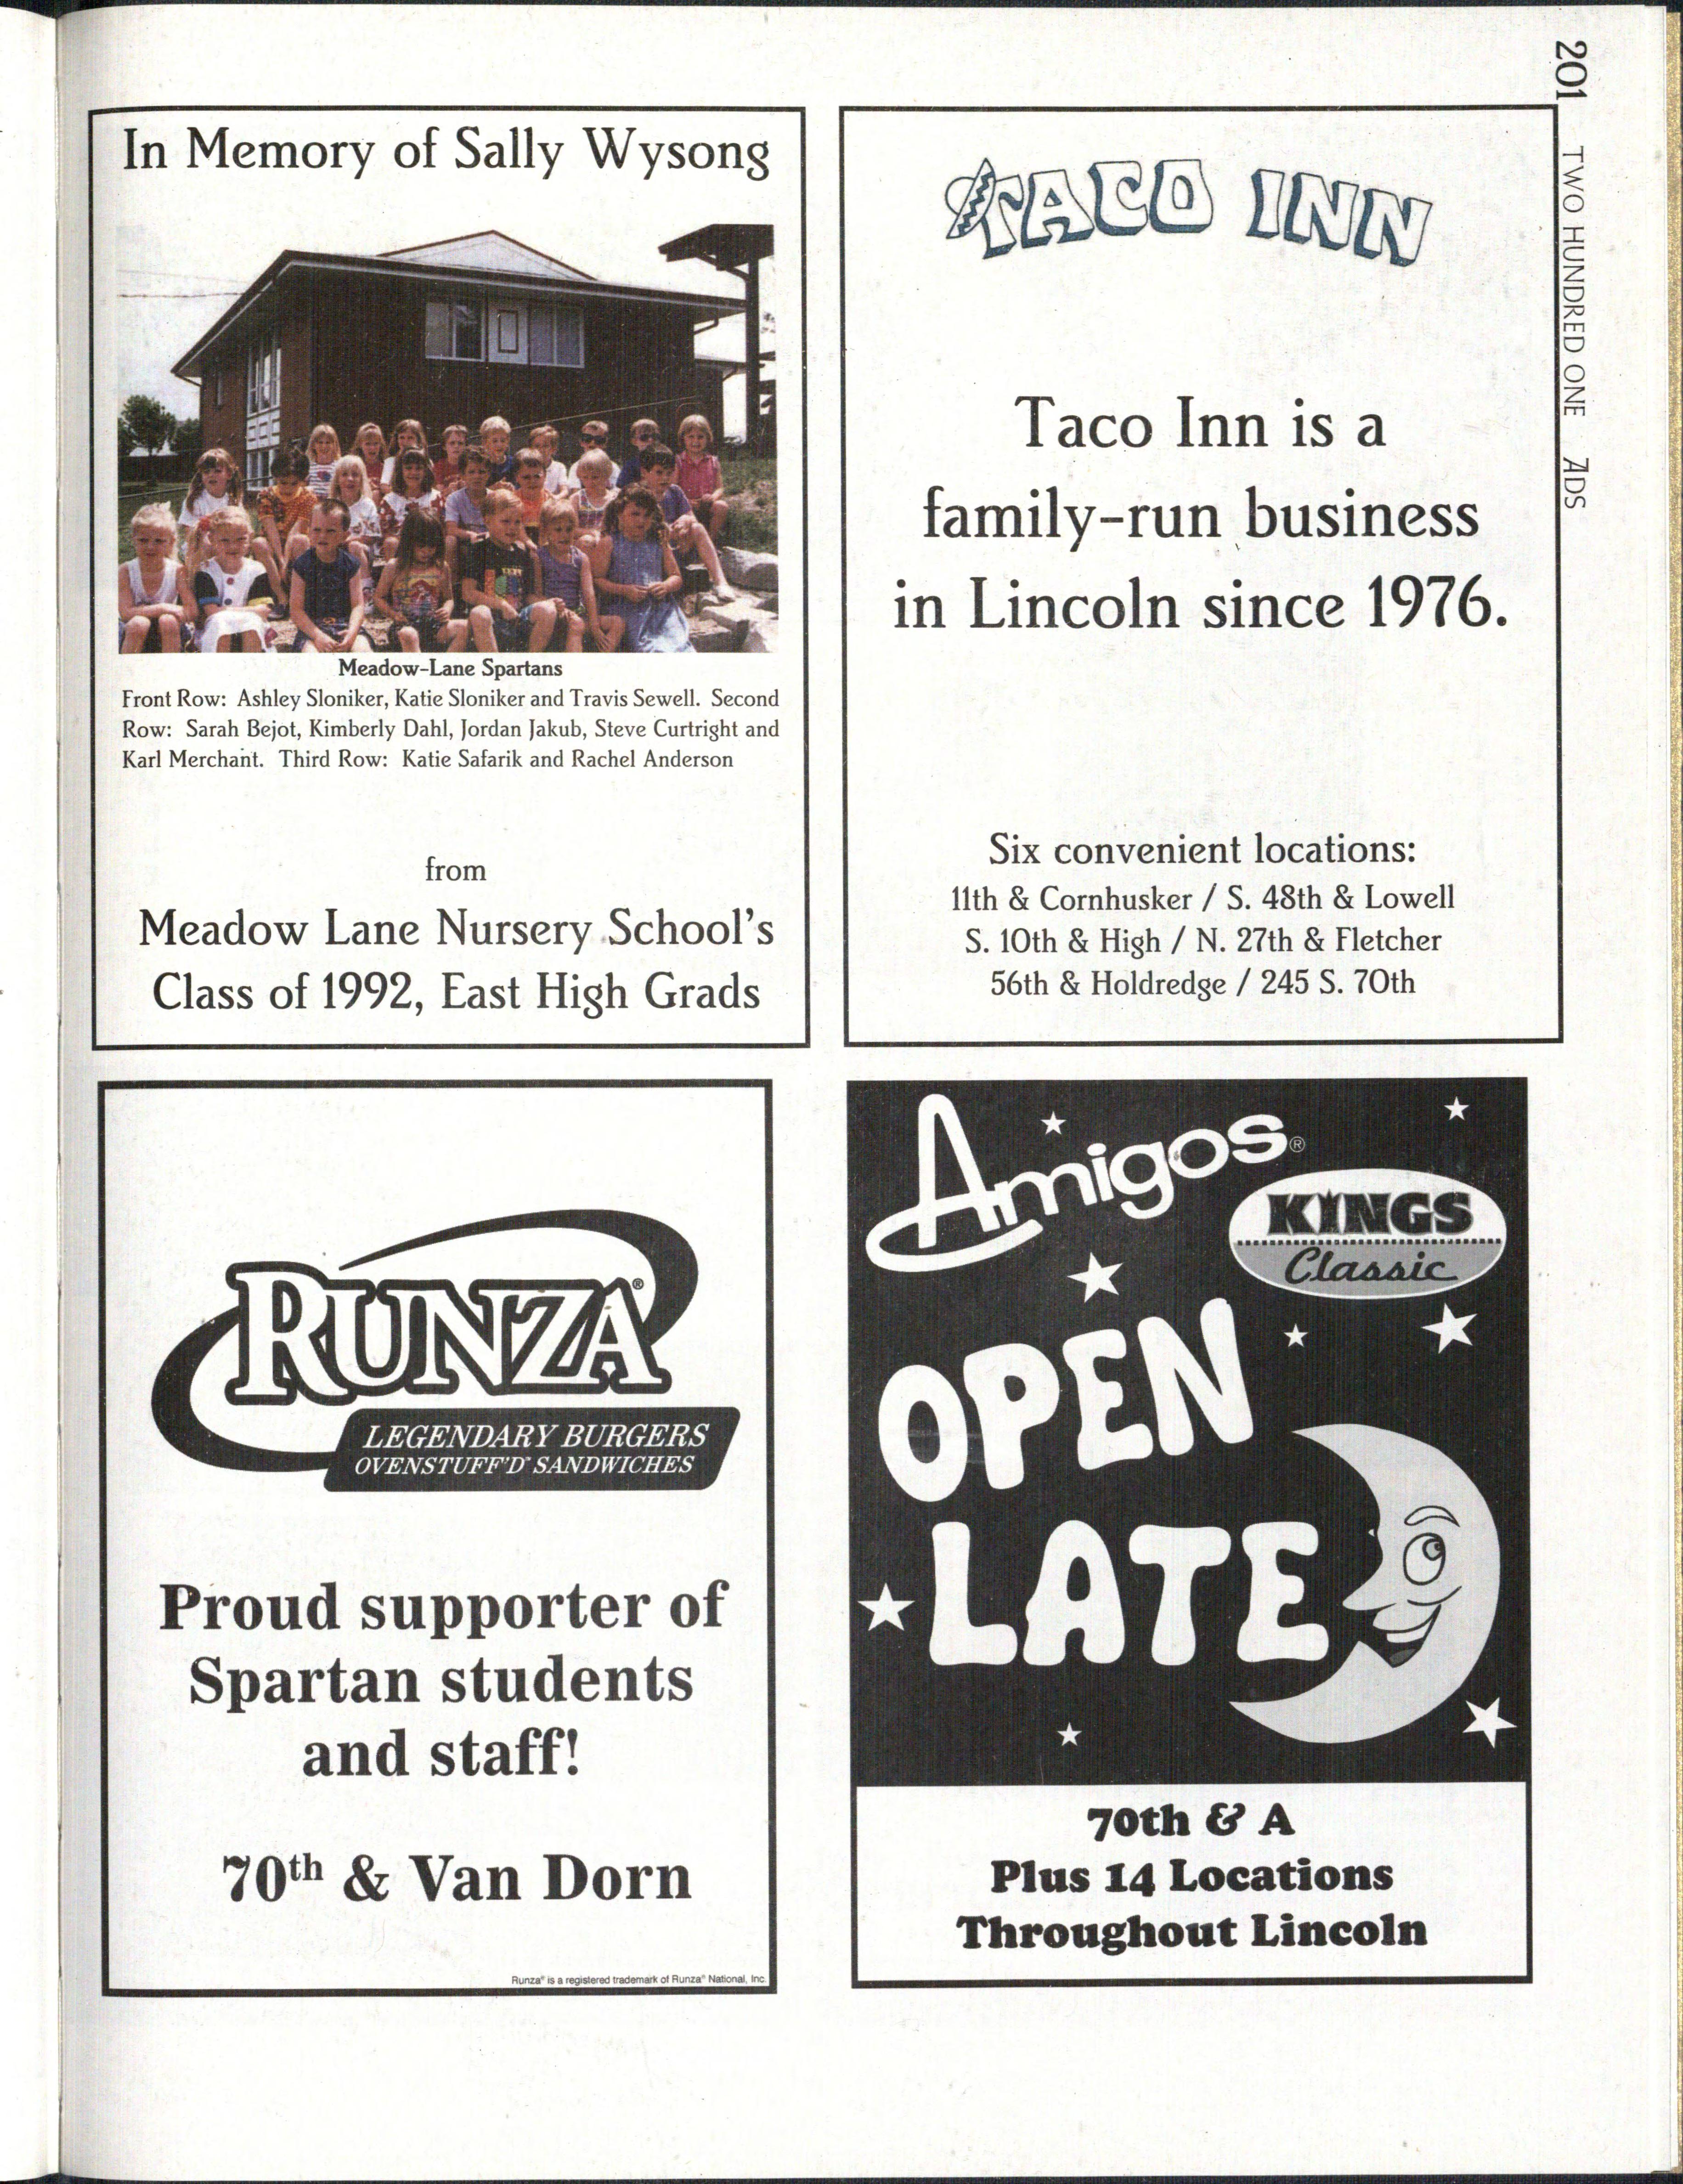 201 TWO HUNDRED ONE ADS
In Memory of Sally Wysong
Meadow-Lane Spartans
Front Row: Ashley Sloniker, Katie Sloniker and Travis Sewell. Second
Row: Sarah Bejot, Kimberly Dahl, Jordan Jakub, Steve Curtright and
Karl Merchant. Third Row: Katie Safarik and Rachel Anderson
from
Meadow Lane Nursery School's
Class of 1992, East High Grads
TACO INN
Taco Inn is a
family-run business
in Lincoln since 1976.
Six convenient locations:
11th & Cornhusker / S. 48th & Lowell
S. 10th & High / N. 27th & Fletcher
56th & Holdredge / 245 S. 70th
RUNZA®
LEGENDARY BURGERS
OVENSTUFF'D™ SANDWICHES
Proud supporter of
Spartan students
and staff!
70th & Van Dorn
Runza® is a registered trademark of Runza® National, Inc.
Amigos®
KINGS
Classic
OPEN
LATE
70th & A
Plus 14 Locations
Throughout Lincoln